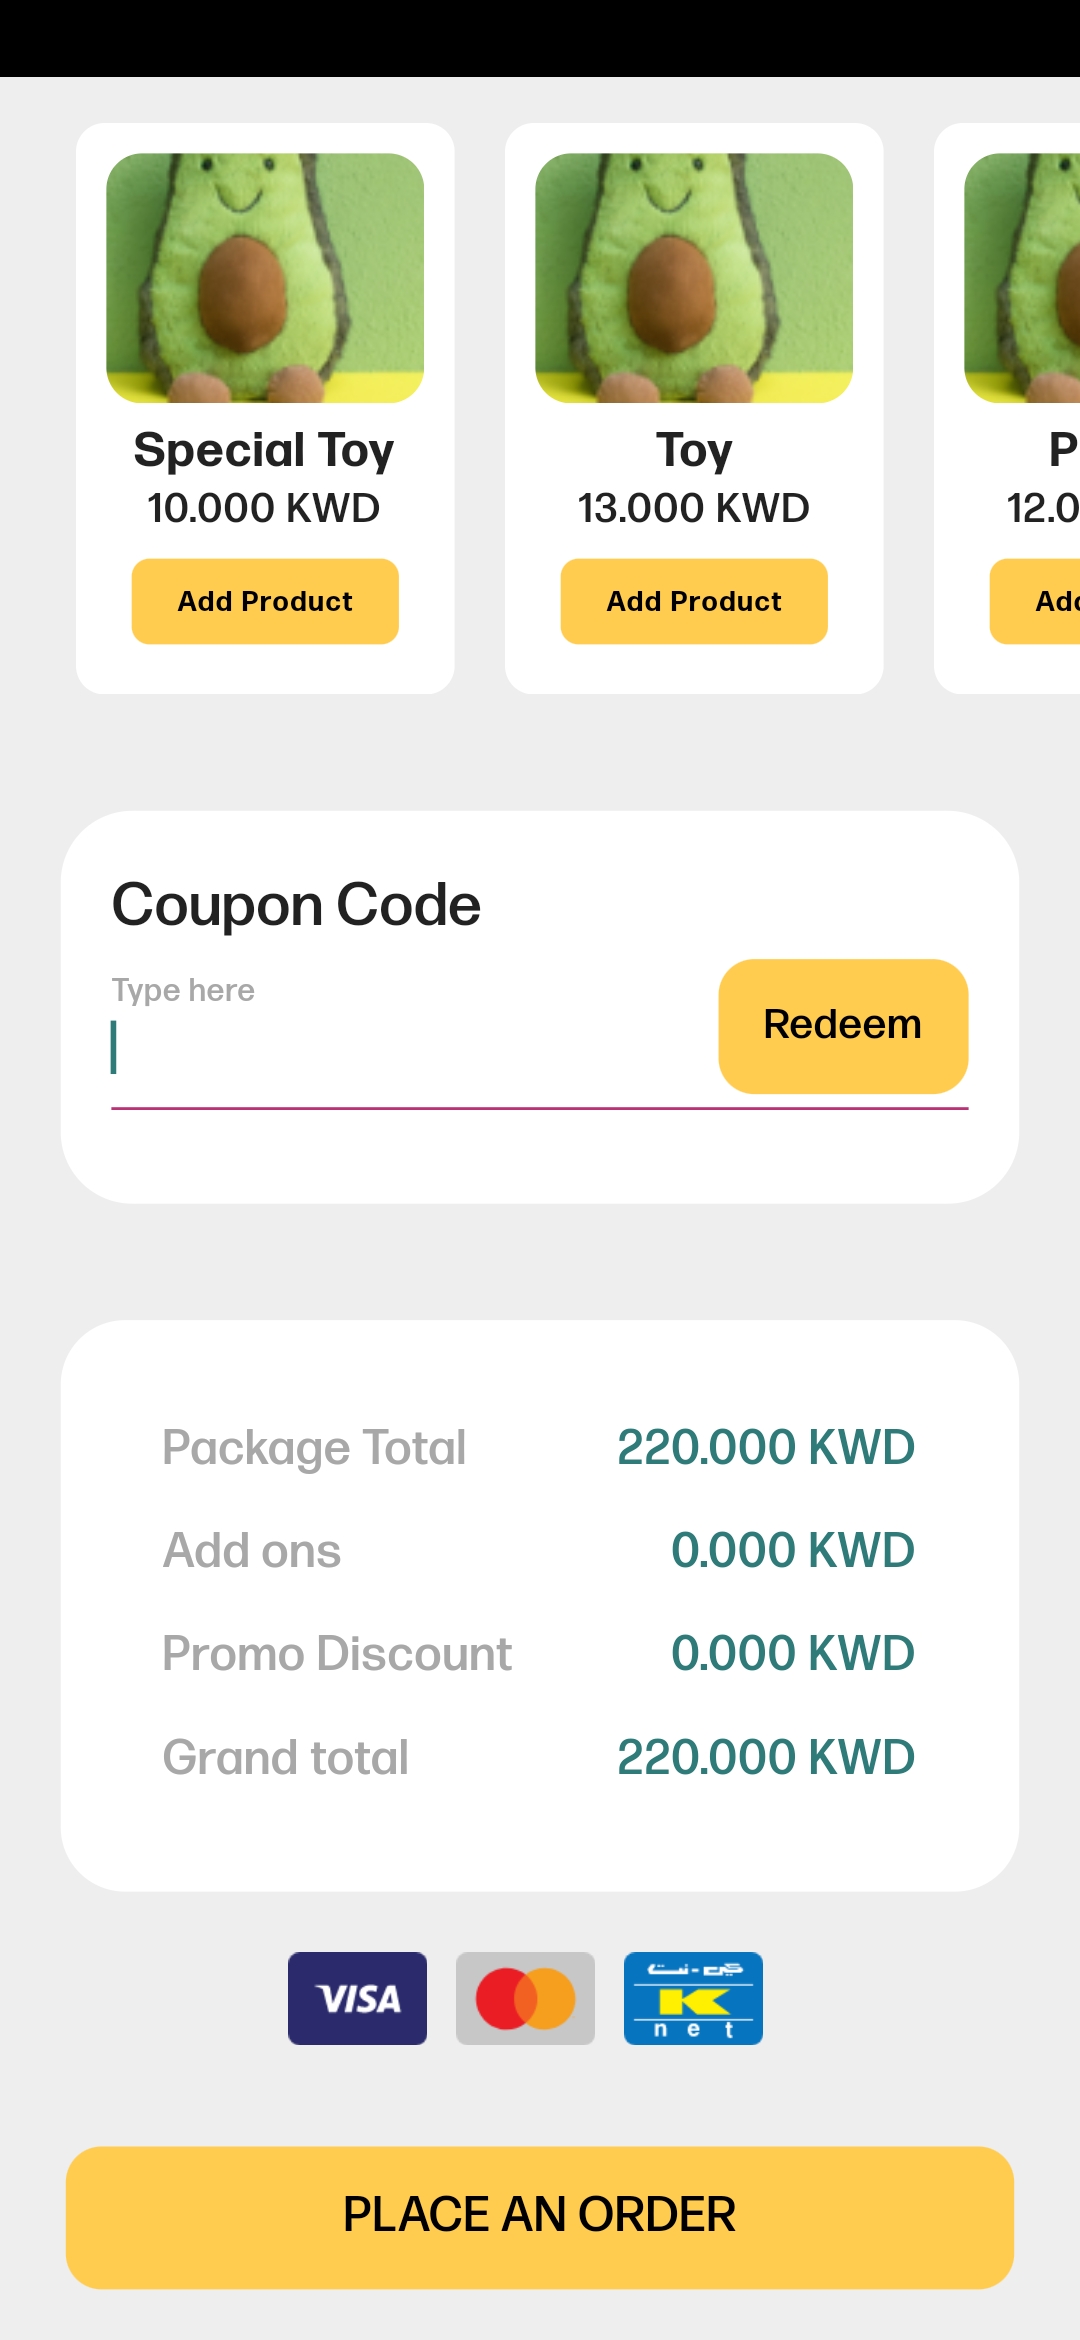 Special Toy
10.000 KWD
Add Product
Toy
13.000 KWD
Add Product
P
12.0
Add
Coupon Code
Type here
Redeem
Package Total 220.000 KWD
Add ons 0.000 KWD
Promo Discount 0.000 KWD
Grand total 220.000 KWD
VISA
كي-نت
K
net
PLACE AN ORDER